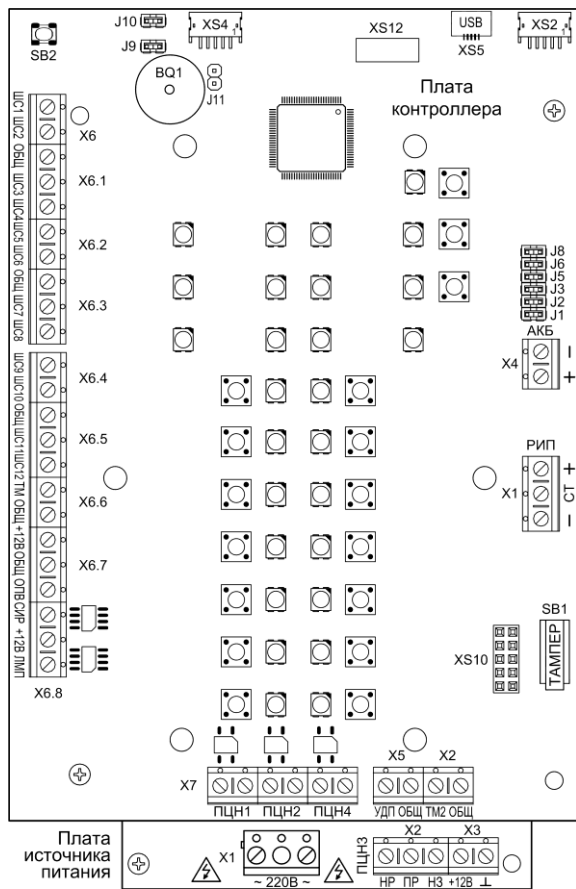 J10
XS4
1
XS12
USB
XS5
XS2
1
SB2
J9
BQ1
J11
Плата
контроллера
ШС1
ШС2
ОБЩ
ШС3
ШС4
ШС5
ШС6
ОБЩ
ШС7
ШС8
X6
X6.1
X6.2
X6.3
J8
J6
J5
J3
J2
J1
АКБ
X4
–
+
ШС9
ШС10
ОБЩ
ШС11
ШС12
ТМ
ОБЩ
+12В
ОБЩ
ОПВ
СИР
+12В
ЛМП
X6.4
X6.5
X6.6
X6.7
X6.8
РИП
X1
+
СТ
–
SB1
ТАМПЕР
XS10
X7
ПЦН1
ПЦН2
ПЦН4
X5
X2
УДП
ОБЩ
ТМ2
ОБЩ
Плата
источника
питания
X1
~ 220В ~
ПЦН3
X2
X3
НР
ПР
НЗ
+12В
⊥